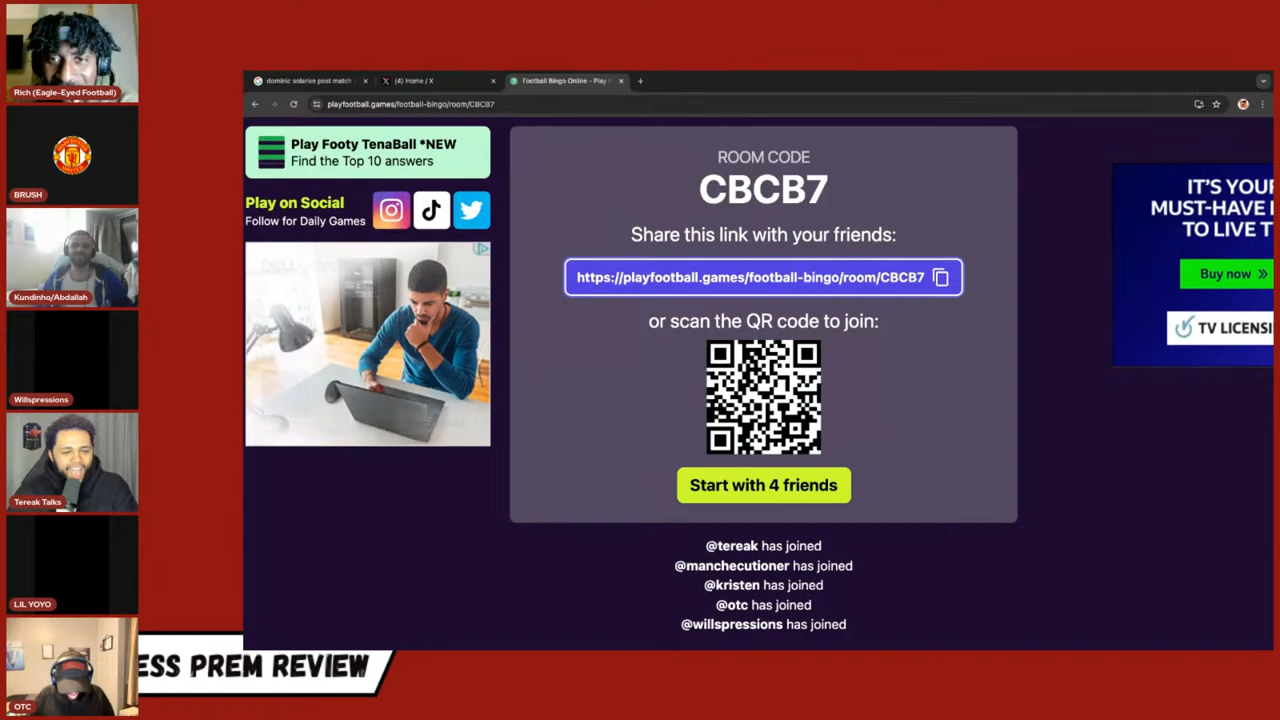 Rich (Eagle-Eyed Football)
BRUSH
Kundinho/Abdallah
Willspressions
Tereak Talks
LIL YOYO
OTC
dominic solanke post match
(4) Home / X
Football Bingo Online - Play
playfootball.games/football-bingo/room/CBCB7
Play Footy TenaBall *NEW
Find the Top 10 answers
Play on Social
Follow for Daily Games
ROOM CODE
CBCB7
Share this link with your friends:
https://playfootball.games/football-bingo/room/CBCB7
or scan the QR code to join:
Start with 4 friends
@tereak has joined
@manchecutioner has joined
@kristen has joined
@otc has joined
@willspressions has joined
IT'S YOUR
MUST-HAVE
TO LIVE T
Buy now
TV LICENSI
ESS PREM REVIEW